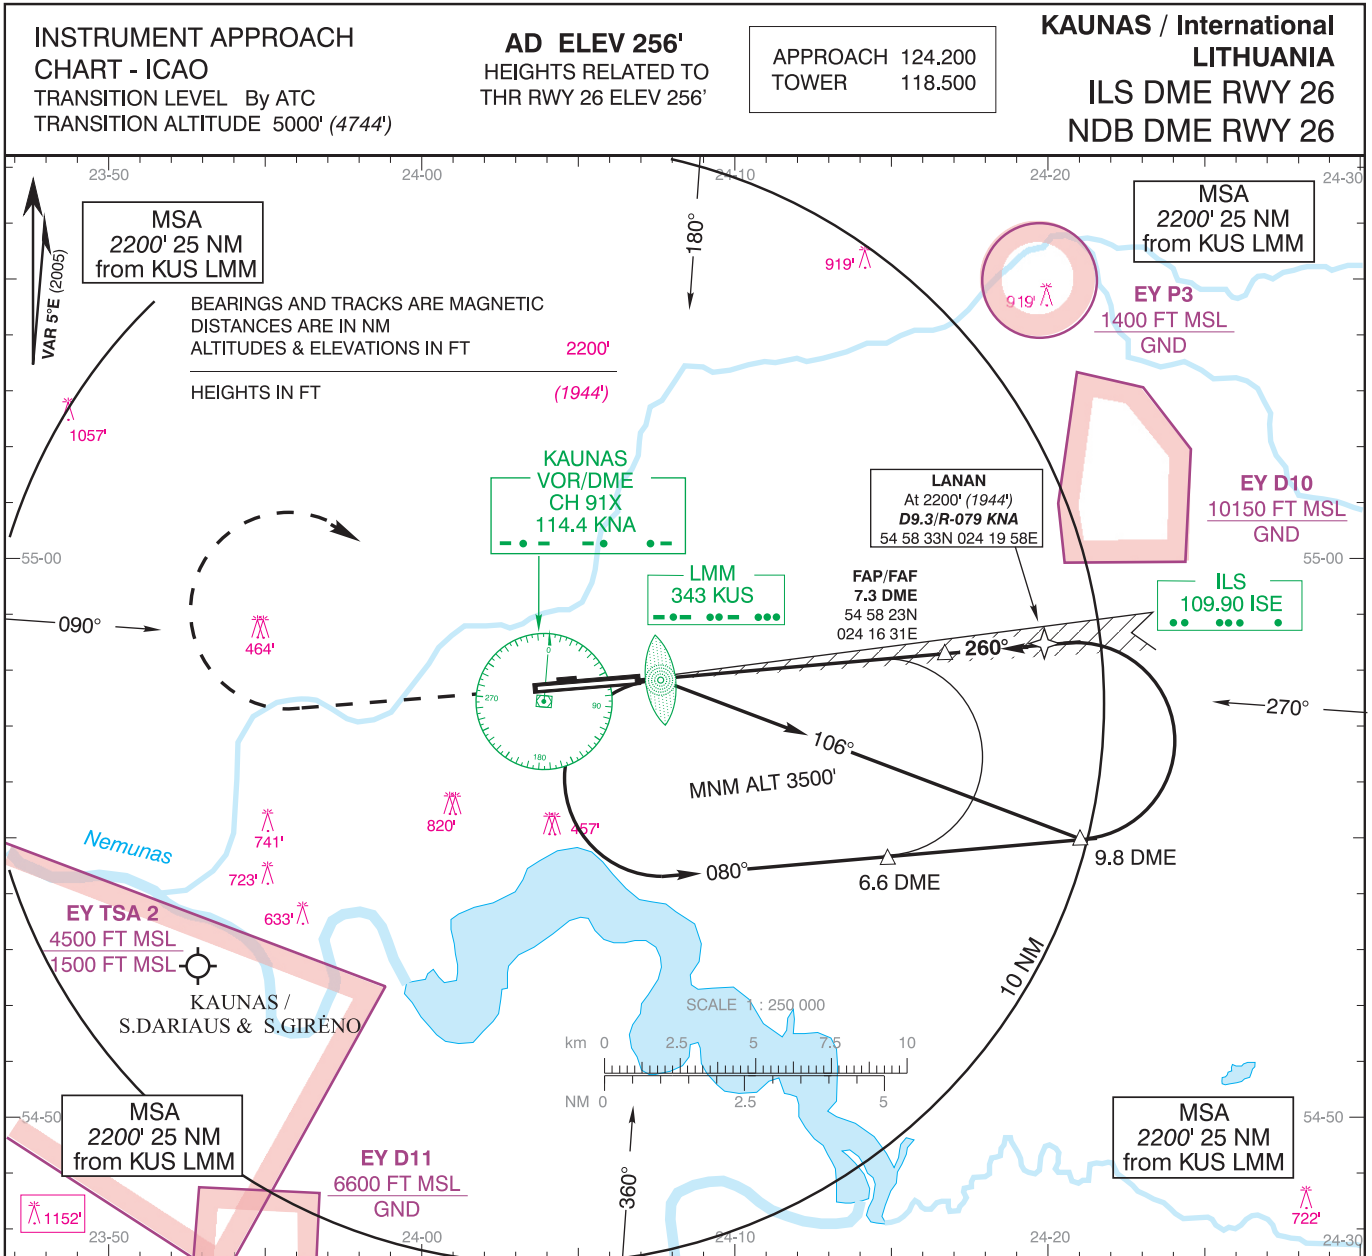 INSTRUMENT APPROACH
CHART - ICAO
TRANSITION LEVEL By ATC
TRANSITION ALTITUDE 5000' (4744')
AD ELEV 256'
HEIGHTS RELATED TO
THR RWY 26 ELEV 256'
APPROACH 124.200
TOWER 118.500
KAUNAS / International
LITHUANIA
ILS DME RWY 26
NDB DME RWY 26
23-50
24-00
24-10
24-20
24-30
VAR 5°E (2005)
MSA
2200' 25 NM
from KUS LMM
180°
MSA
2200' 25 NM
from KUS LMM
BEARINGS AND TRACKS ARE MAGNETIC
DISTANCES ARE IN NM
ALTITUDES & ELEVATIONS IN FT 2200'
HEIGHTS IN FT (1944')
919'
919'
EY P3
1400 FT MSL
GND
1057'
KAUNAS
VOR/DME
CH 91X
114.4 KNA
LANAN
At 2200' (1944')
D9.3/R-079 KNA
54 58 33N 024 19 58E
EY D10
10150 FT MSL
GND
55-00
55-00
LMM
343 KUS
FAP/FAF
7.3 DME
54 58 23N
024 16 31E
ILS
109.90 ISE
090°
464'
0
90
180
270
260°
270°
106°
MNM ALT 3500'
820'
457'
741'
723'
633'
Nemunas
080°
6.6 DME
9.8 DME
EY TSA 2
4500 FT MSL
1500 FT MSL
KAUNAS /
S.DARIAUS & S.GIRĖNO
10 NM
SCALE 1 : 250 000
km 0 2.5 5 7.5 10
NM 0 2.5 5
54-50
54-50
MSA
2200' 25 NM
from KUS LMM
MSA
2200' 25 NM
from KUS LMM
EY D11
6600 FT MSL
GND
360°
1152'
722'
23-50
24-00
24-10
24-20
24-30